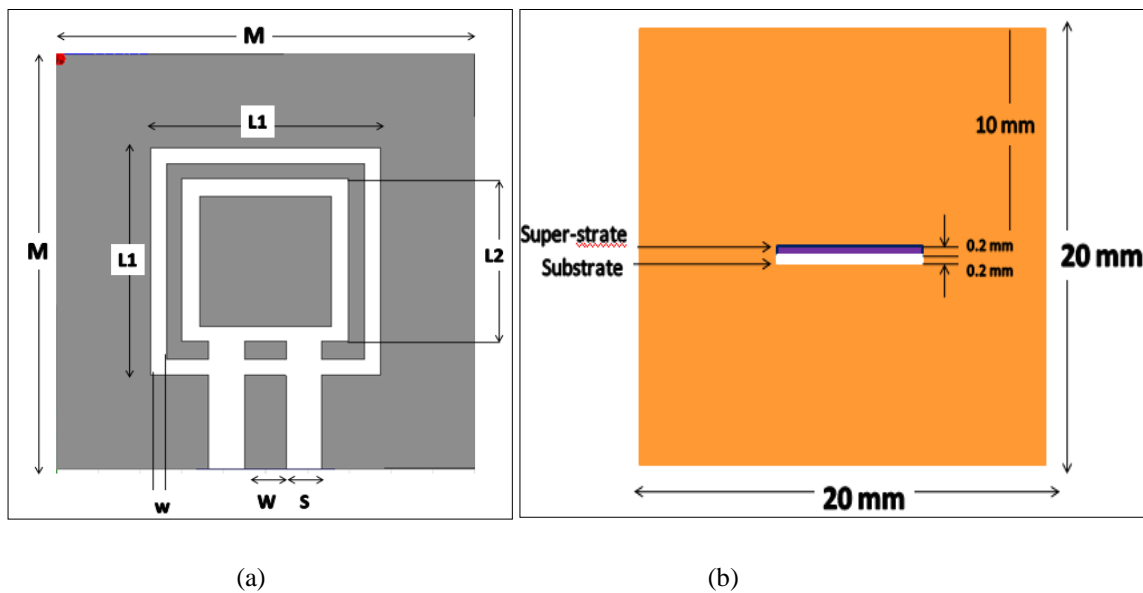 M
L1
M
L1
L2
w
W
S
(a)
10 mm
Super-strate
Substrate
0.2 mm
0.2 mm
20 mm
20 mm
(b)